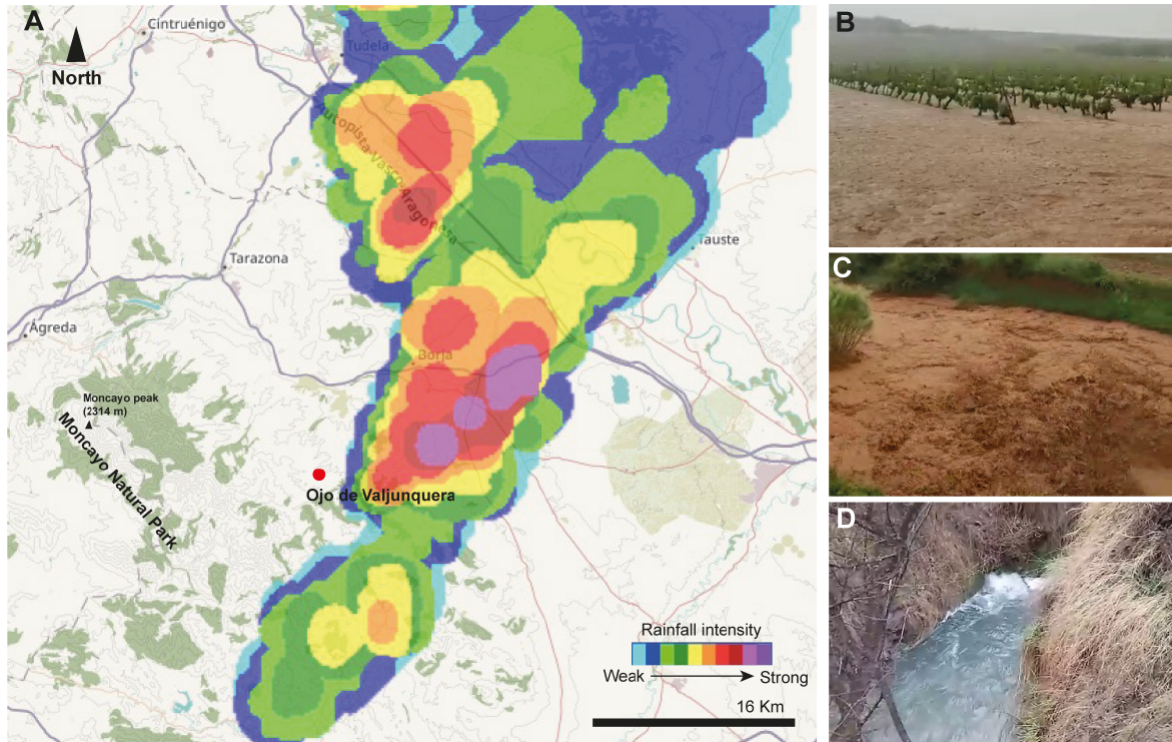 A
North
Cintruénigo
Tudela
Autopista Vasco Aragonesa
Tauste
Tarazona
Ágreda
Borja
Moncayo peak
(2314 m)
Moncayo Natural Park
Ojo de Valjunquera
Rainfall intensity
Weak
Strong
16 Km
B
C
D